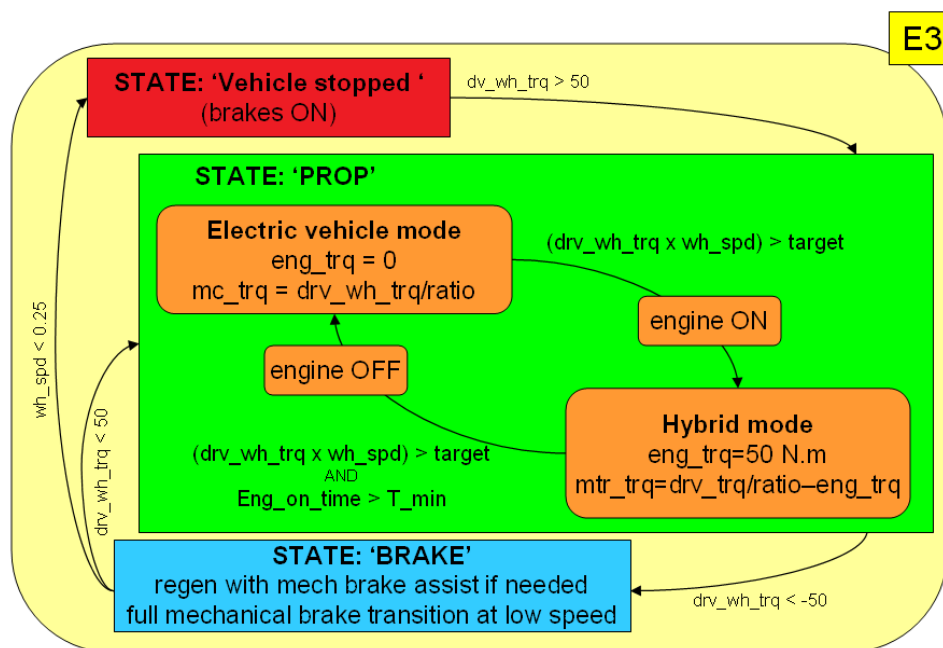 E3
STATE: 'Vehicle stopped '
(brakes ON)
dv_wh_trq > 50
STATE: 'PROP'
Electric vehicle mode
eng_trq = 0
mc_trq = drv_wh_trq/ratio
(drv_wh_trq x wh_spd) > target
engine ON
engine OFF
Hybrid mode
eng_trq=50 N.m
mtr_trq=drv_trq/ratio–eng_trq
(drv_wh_trq x wh_spd) > target
AND
Eng_on_time > T_min
wh_spd < 0.25
drv_wh_trq < 50
STATE: 'BRAKE'
regen with mech brake assist if needed
full mechanical brake transition at low speed
drv_wh_trq < -50